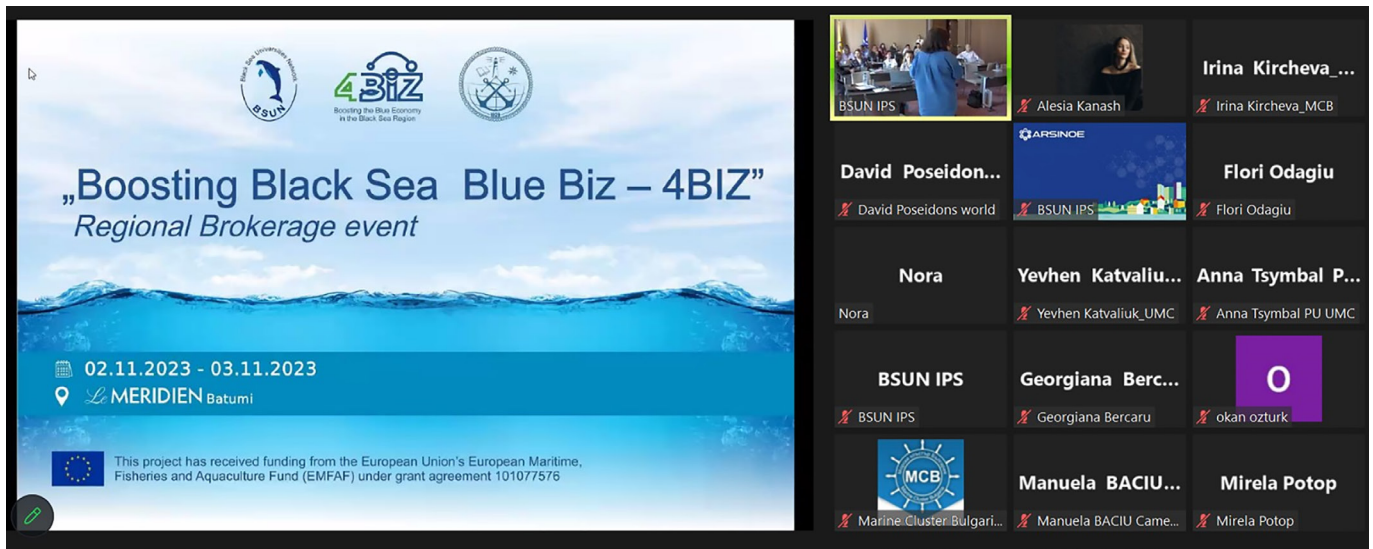 Black Sea Universities Network
BSUN
4BIZ
Boosting the Blue Economy
in the Black Sea Region
„Boosting Black Sea Blue Biz – 4BIZ”
Regional Brokerage event
02.11.2023 - 03.11.2023
Le MERIDIEN Batumi
This project has received funding from the European Union's European Maritime,
Fisheries and Aquaculture Fund (EMFAF) under grant agreement 101077576
BSUN IPS
Alesia Kanash
Irina Kircheva_...
Irina Kircheva_MCB
David Poseidon...
David Poseidons world
ARSINOE
BSUN IPS
Flori Odagiu
Flori Odagiu
Nora
Nora
Yevhen Katvaliu...
Yevhen Katvaliuk_UMC
Anna Tsymbal P...
Anna Tsymbal PU UMC
BSUN IPS
BSUN IPS
Georgiana Berc...
Georgiana Bercaru
O
okan ozturk
MCB
Marine Cluster Bulgari...
Manuela BACIU...
Manuela BACIU Came...
Mirela Potop
Mirela Potop